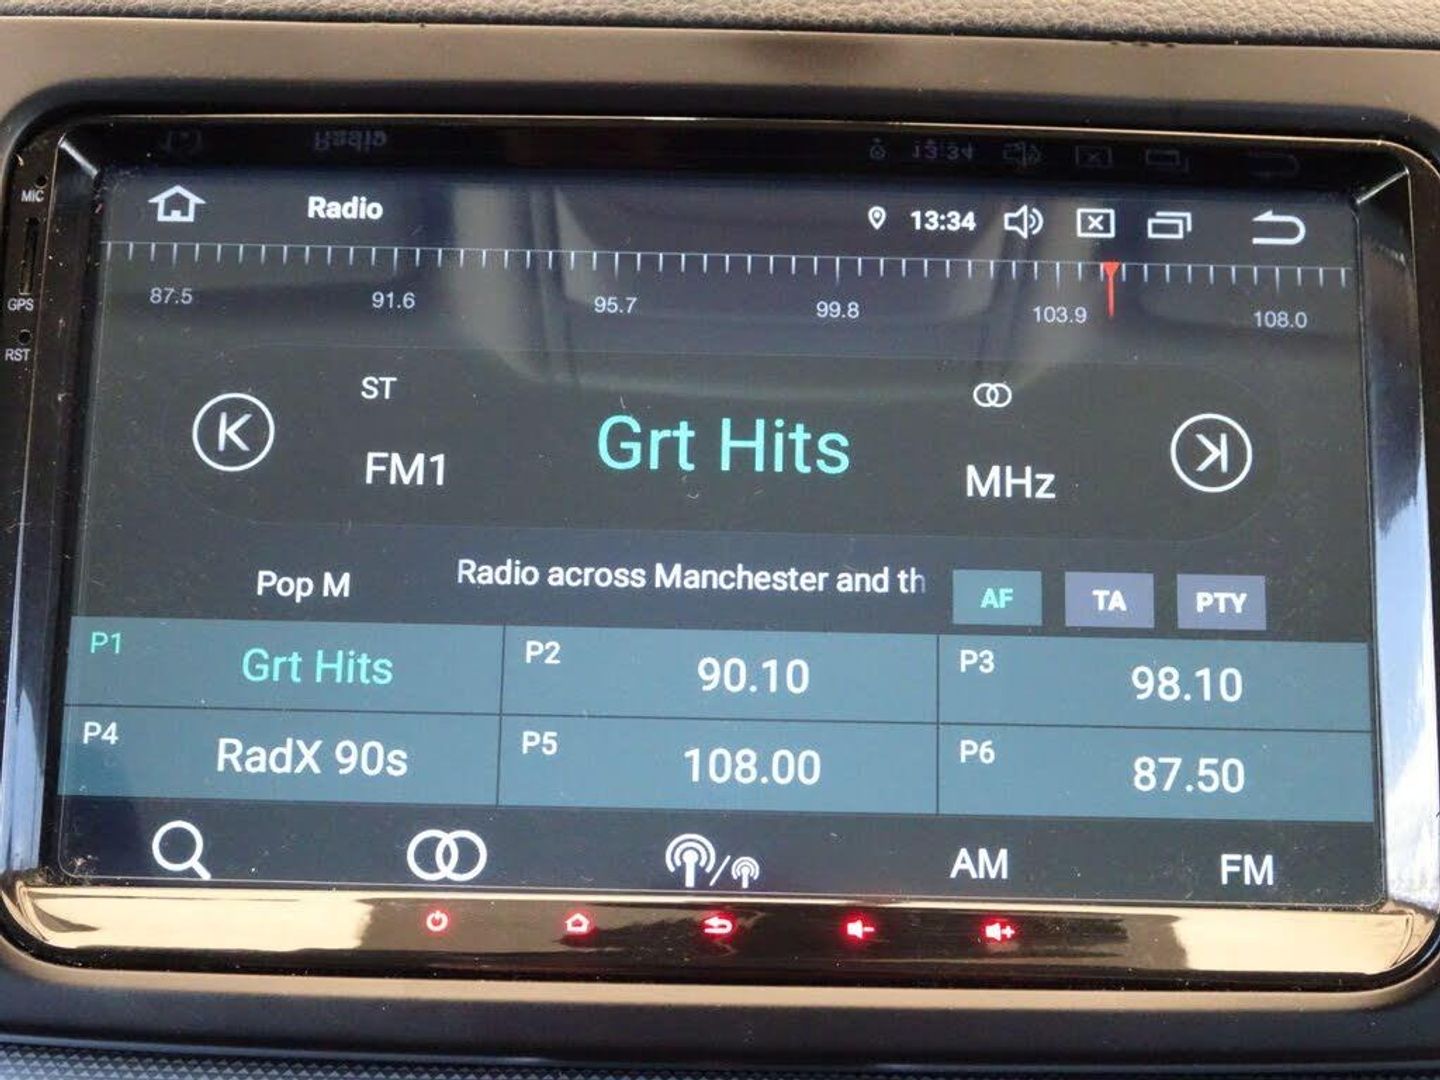 MIC
GPS
RST
Radio 13:34
87.5 91.6 95.7 99.8 103.9 108.0
ST
FM1 Grt Hits MHz
Pop M Radio across Manchester and th AF TA PTY
P1 Grt Hits P2 90.10 P3 98.10
P4 RadX 90s P5 108.00 P6 87.50
AM FM